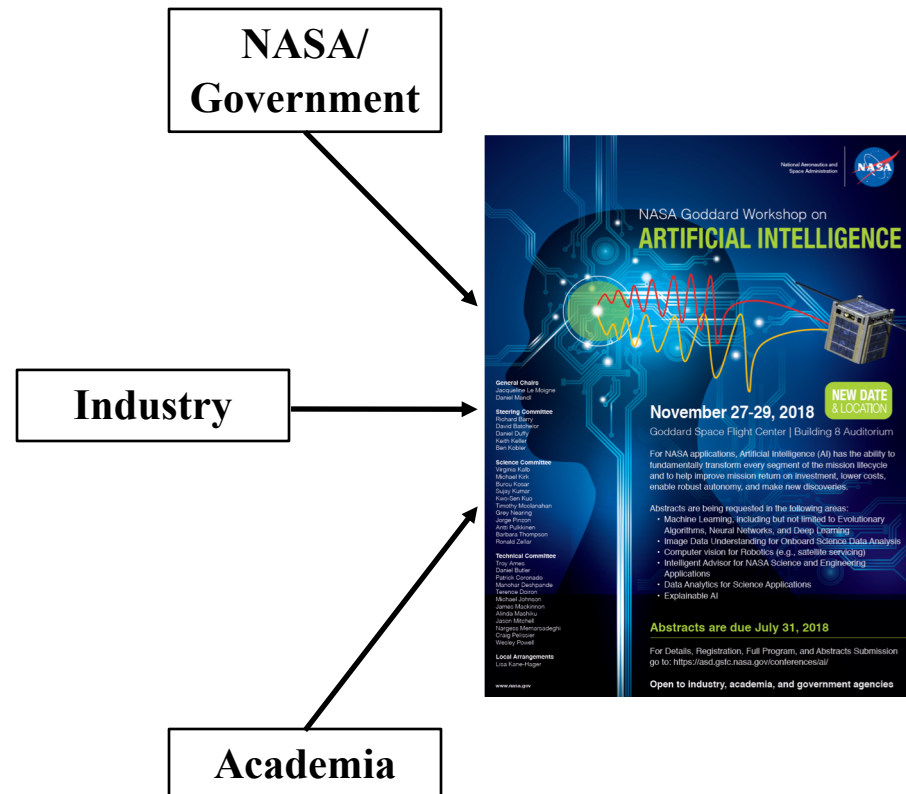 NASA/
Government
Industry
Academia
National Aeronautics and
Space Administration
NASA
NASA Goddard Workshop on
ARTIFICIAL INTELLIGENCE
General Chairs
Jacqueline Le Moigne
Daniel Mandl
Steering Committee
Richard Barry
David Batchelor
Daniel Duffy
Keith Keller
Ben Kobler
Science Committee
Virginia Kalb
Michael Kirk
Burcu Kosar
Sujay Kumar
Kwo-Sen Kuo
Timothy Moolanahan
Grey Nearing
Jorge Pinzon
Antti Pulkkinen
Barbara Thompson
Ronald Zellar
Technical Committee
Troy Ames
Daniel Butler
Patrick Coronado
Manohar Deshpande
Terence Doiron
Michael Johnson
James Mackinnon
Alinda Mashiku
Jason Mitchell
Nargess Memarsadeghi
Craig Pelissier
Wesley Powell
Local Arrangements
Lisa Kane-Hager
www.nasa.gov
NEW DATE
& LOCATION
November 27-29, 2018
Goddard Space Flight Center | Building 8 Auditorium
For NASA applications, Artificial Intelligence (AI) has the ability to
fundamentally transform every segment of the mission lifecycle
and to help improve mission return on investment, lower costs,
enable robust autonomy, and make new discoveries.
Abstracts are being requested in the following areas:
• Machine Learning, including but not limited to Evolutionary
Algorithms, Neural Networks, and Deep Learning
• Image Data Understanding for Onboard Science Data Analysis
• Computer vision for Robotics (e.g., satellite servicing)
• Intelligent Advisor for NASA Science and Engineering
Applications
• Data Analytics for Science Applications
• Explainable AI
Abstracts are due July 31, 2018
For Details, Registration, Full Program, and Abstracts Submission
go to: https://asd.gsfc.nasa.gov/conferences/ai/
Open to industry, academia, and government agencies